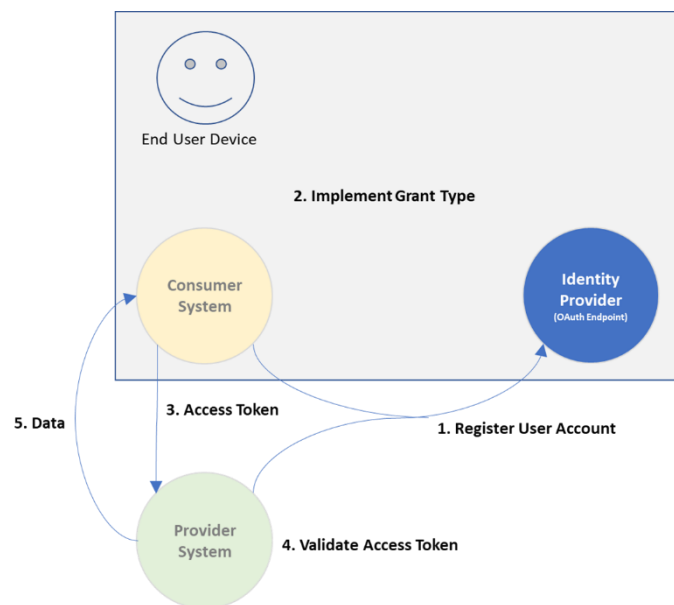 End User Device
2. Implement Grant Type
Consumer
System
Identity
Provider
(OAuth Endpoint)
3. Access Token
5. Data
1. Register User Account
Provider
System
4. Validate Access Token